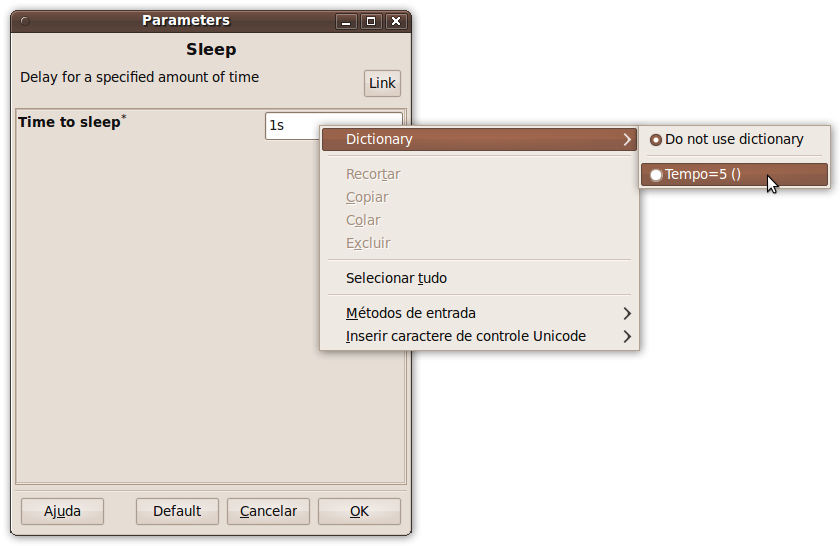 Parameters
Sleep
Delay for a specified amount of time
Link
Time to sleep*
1s
Dictionary
Do not use dictionary
Tempo=5 ()
Recortar
Copiar
Colar
Excluir
Selecionar tudo
Métodos de entrada
Inserir caractere de controle Unicode
Ajuda Default Cancelar OK